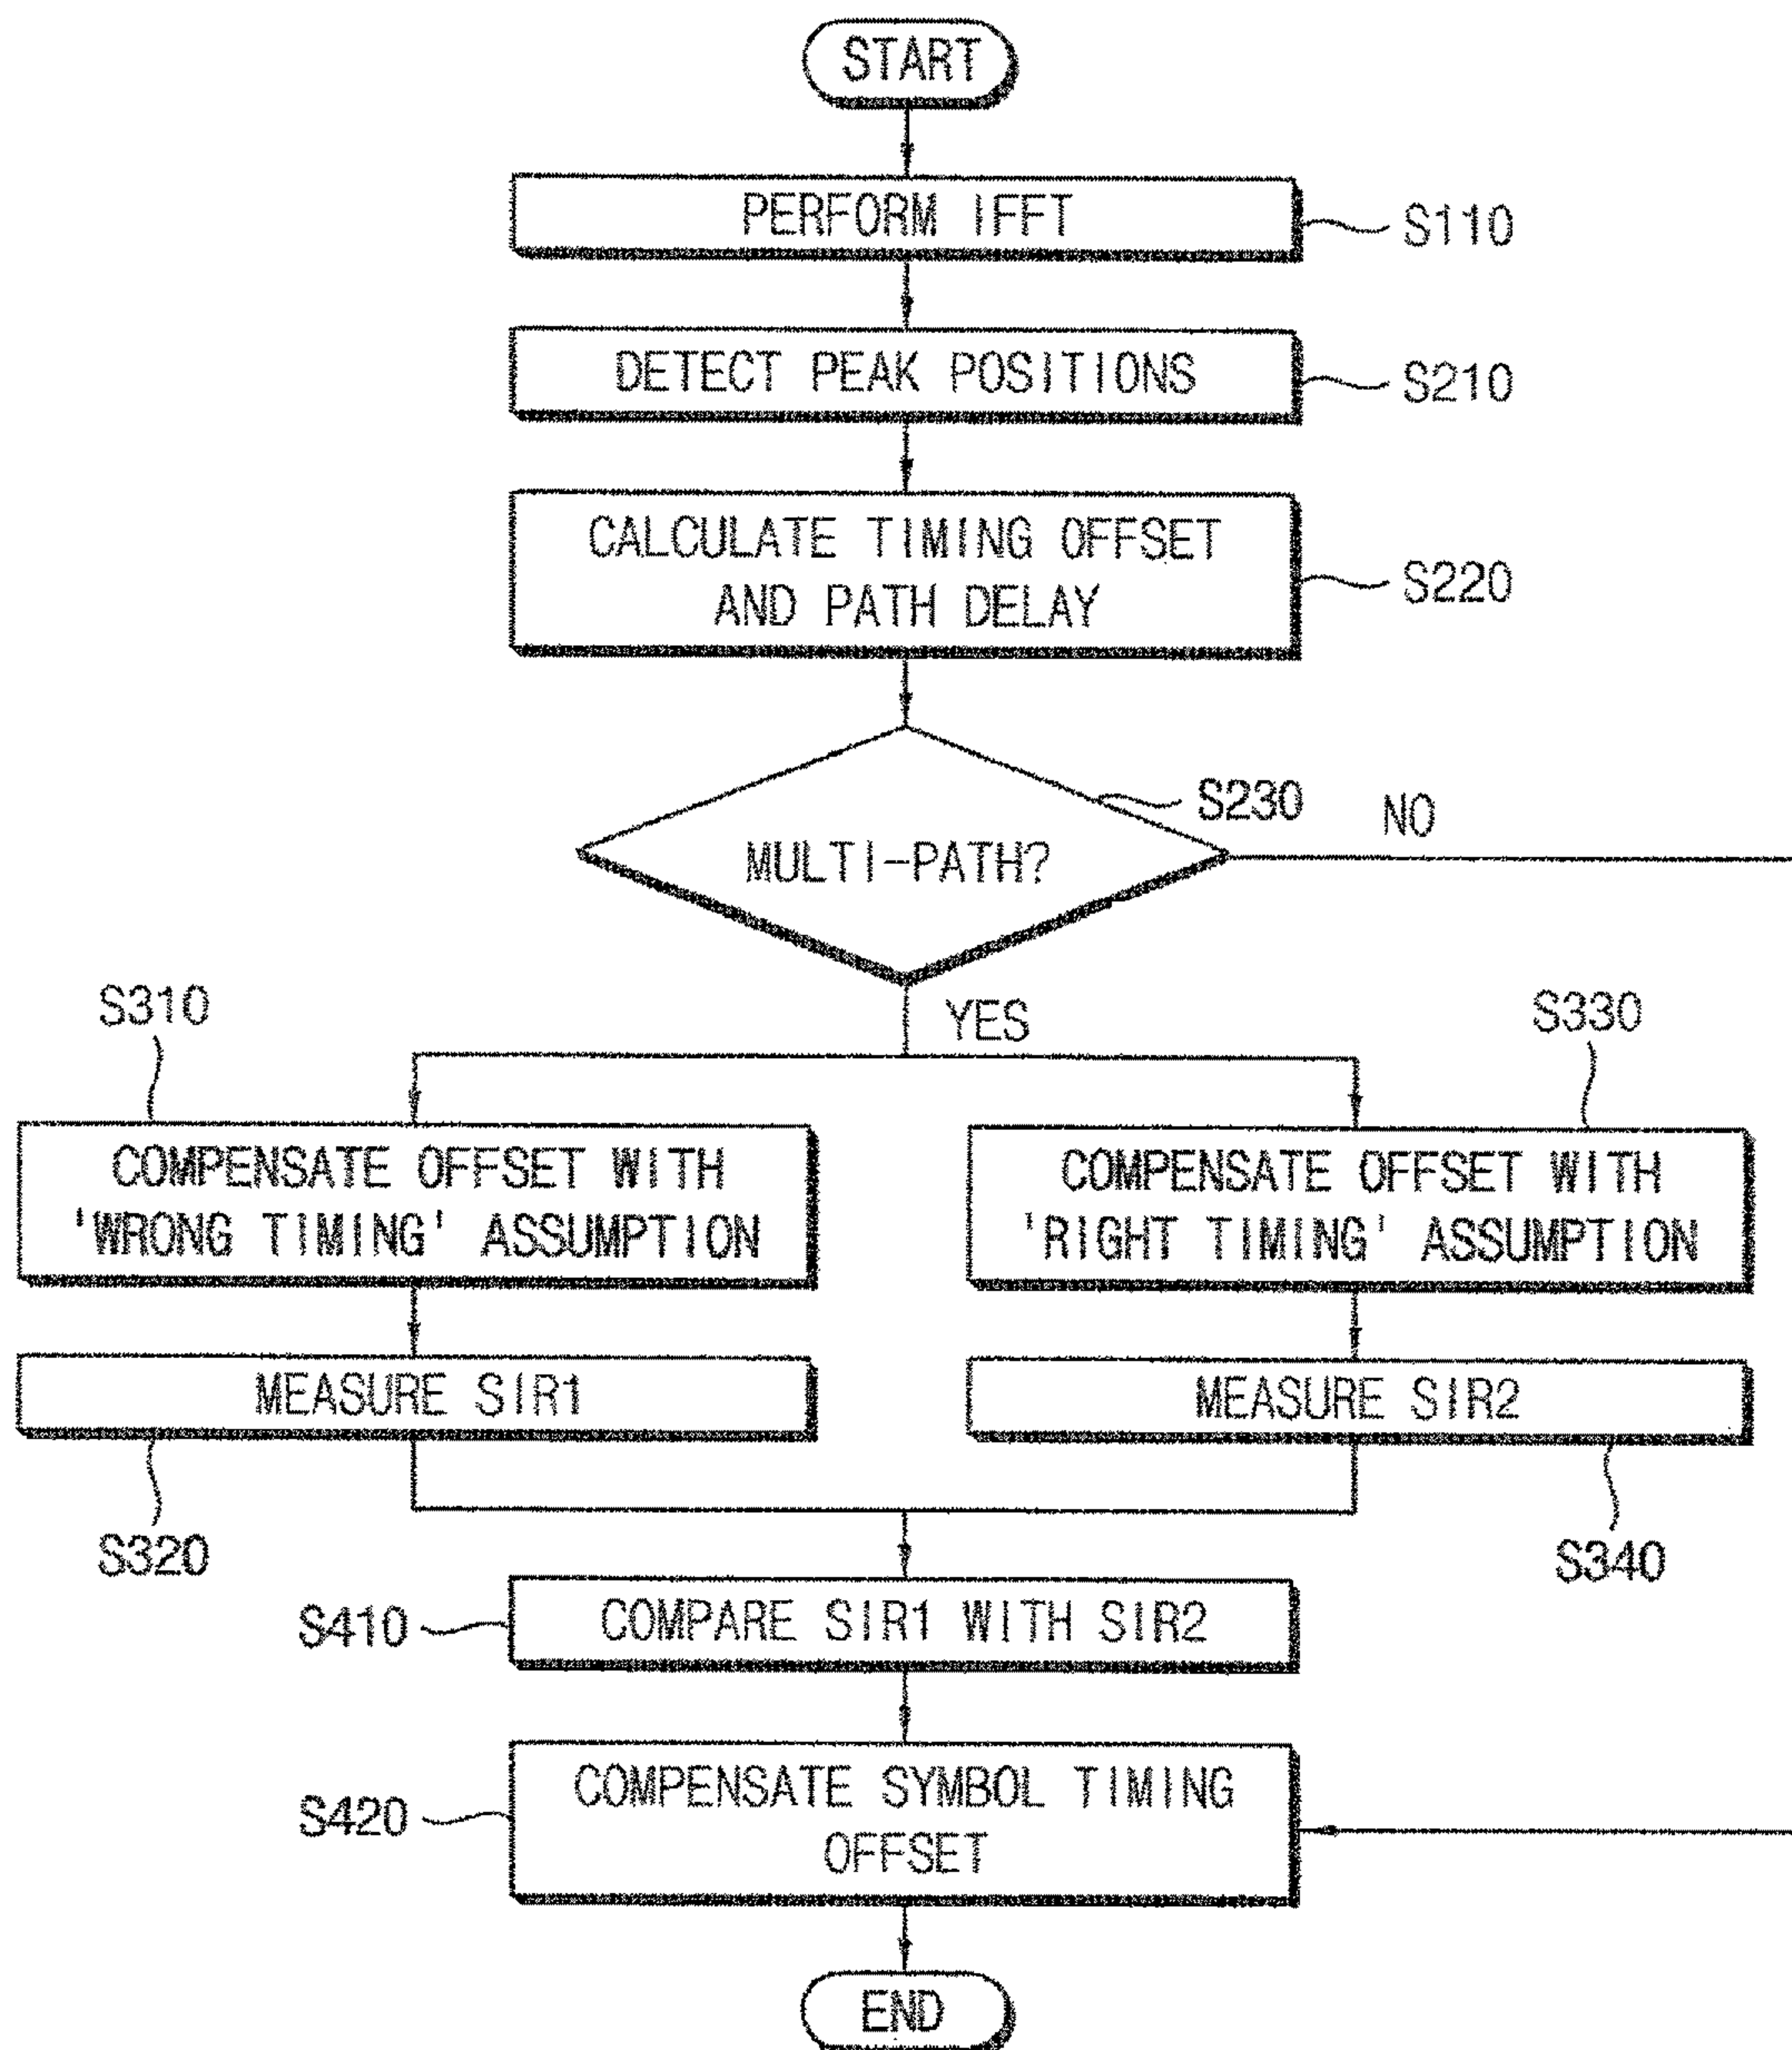 START
PERFORM IFFT
S110
DETECT PEAK POSITIONS
S210
CALCULATE TIMING OFFSET
AND PATH DELAY
S220
S230
NO
MULTI-PATH?
YES
S310
S330
COMPENSATE OFFSET WITH
'WRONG TIMING' ASSUMPTION
COMPENSATE OFFSET WITH
'RIGHT TIMING' ASSUMPTION
MEASURE SIR1
MEASURE SIR2
S320
S340
S410
COMPARE SIR1 WITH SIR2
S420
COMPENSATE SYMBOL TIMING
OFFSET
END